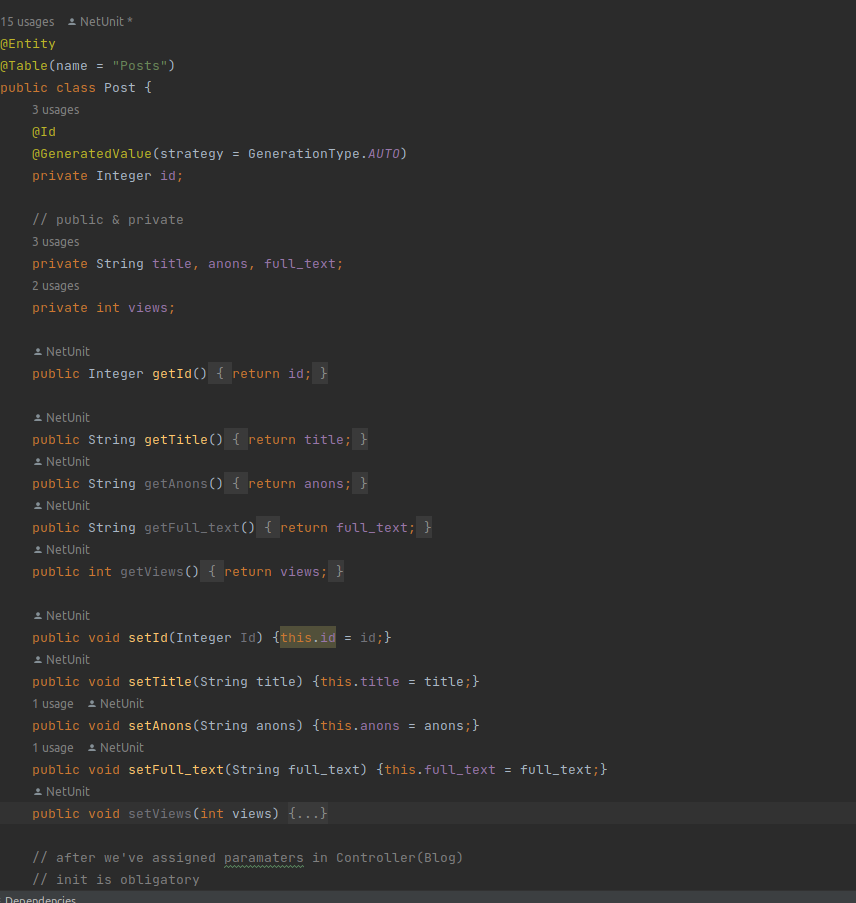 15 usages NetUnit *
@Entity
@Table(name = "Posts")
public class Post {
3 usages
@Id
@GeneratedValue(strategy = GenerationType.AUTO)
private Integer id;
// public & private
3 usages
private String title, anons, full_text;
2 usages
private int views;
NetUnit
public Integer getId() { return id; }
NetUnit
public String getTitle() { return title; }
NetUnit
public String getAnons() { return anons; }
NetUnit
public String getFull_text() { return full_text; }
NetUnit
public int getViews() { return views; }
NetUnit
public void setId(Integer Id) {this.id = id;}
NetUnit
public void setTitle(String title) {this.title = title;}
1 usage NetUnit
public void setAnons(String anons) {this.anons = anons;}
1 usage NetUnit
public void setFull_text(String full_text) {this.full_text = full_text;}
NetUnit
public void setViews(int views) {...}
// after we've assigned paramaters in Controller(Blog)
// init is obligatory
Dependencies